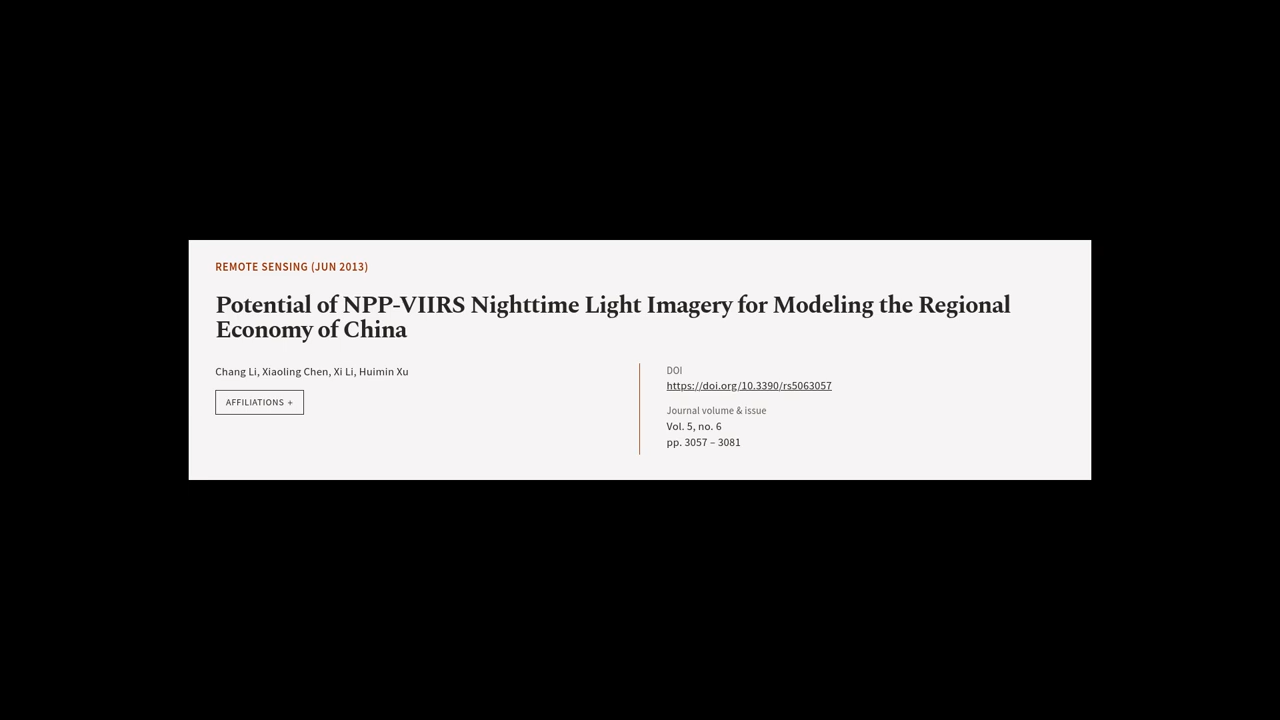 REMOTE SENSING (JUN 2013)
Potential of NPP-VIIRS Nighttime Light Imagery for Modeling the Regional
Economy of China
Chang Li, Xiaoling Chen, Xi Li, Huimin Xu
AFFILIATIONS +
DOI
https://doi.org/10.3390/rs5063057
Journal volume & issue
Vol. 5, no. 6
pp. 3057 – 3081